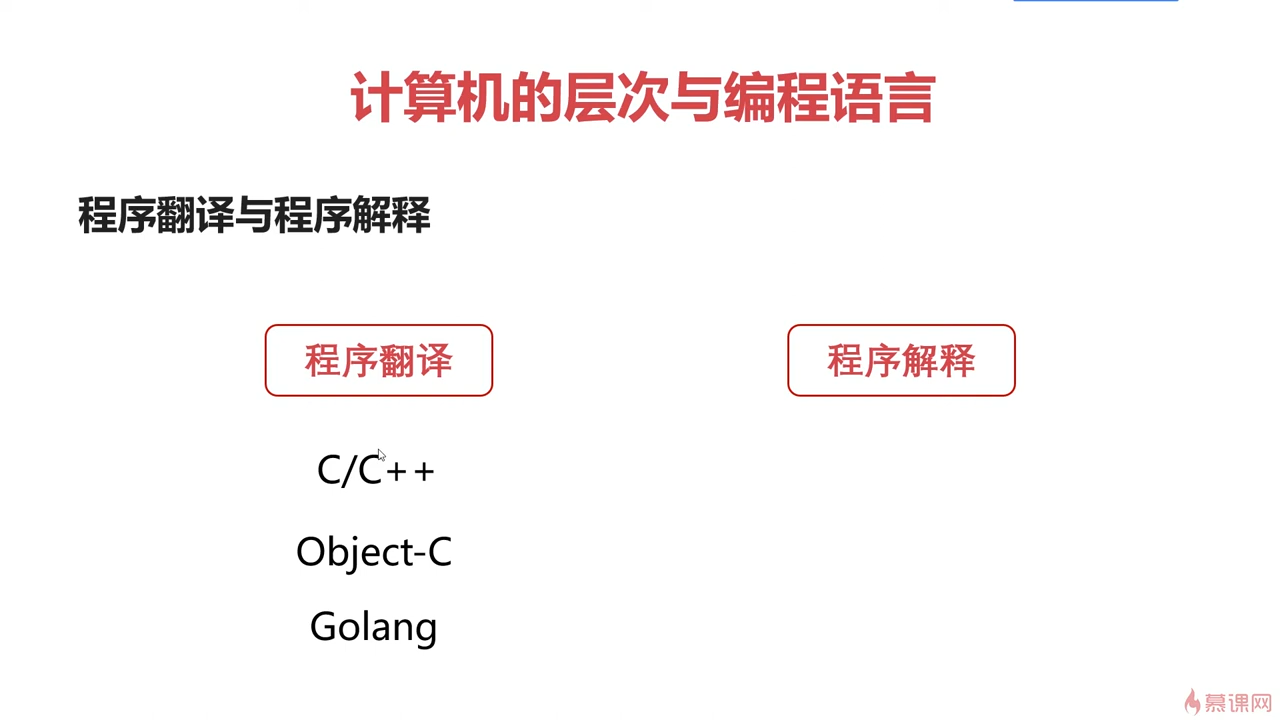 计算机的层次与编程语言
程序翻译与程序解释
程序翻译
程序解释
C/C++
Object-C
Golang
慕课网